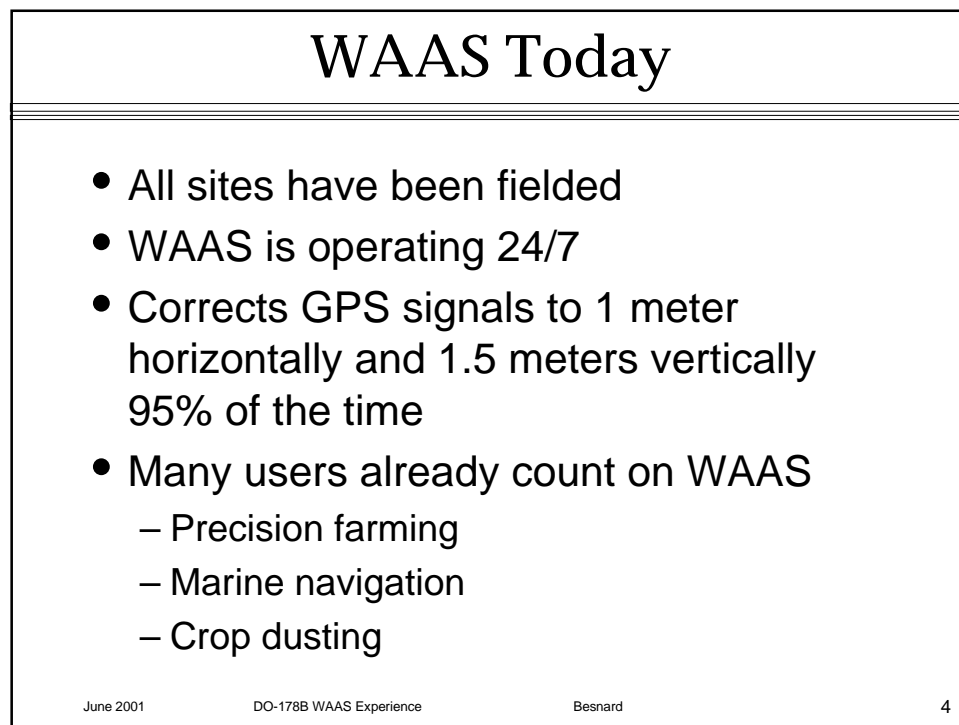 WAAS Today
• All sites have been fielded
• WAAS is operating 24/7
• Corrects GPS signals to 1 meter
horizontally and 1.5 meters vertically
95% of the time
• Many users already count on WAAS
– Precision farming
– Marine navigation
– Crop dusting
June 2001 DO-178B WAAS Experience Besnard 4